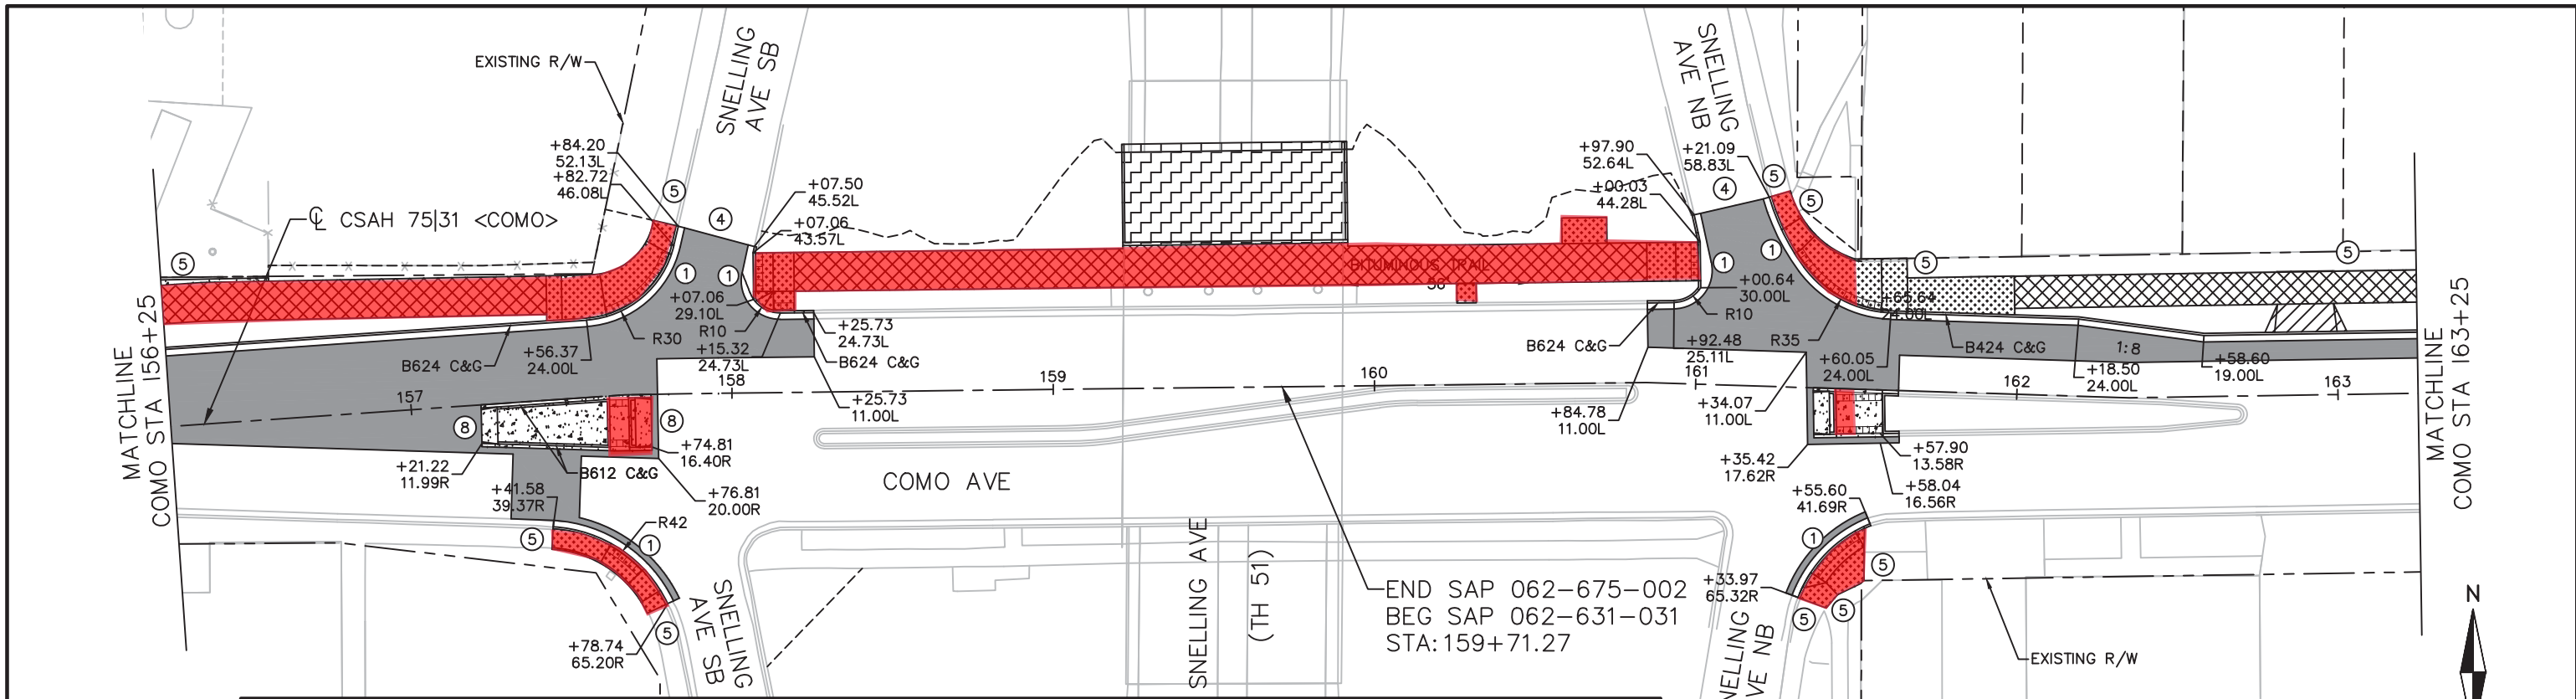 EXISTING R/W
SNELLING
AVE SB
+84.20
52.13L
+82.72
46.08L
5
4
+07.50
45.52L
+07.06
43.57L
℄ CSAH 75|31 <COMO>
5
1
1
+07.06
29.10L
R10
R30
B624 C&G
+56.37
24.00L
+15.32
24.73L
+25.73
24.73L
B624 C&G
+25.73
11.00L
MATCHLINE
COMO STA 156+25
157
158
159
160
161
162
163
8
8
+21.22
11.99R
B612 C&G
+74.81
16.40R
+76.81
20.00R
+41.58
39.37R
R42
5
1
5
+78.74
65.20R
SNELLING
AVE SB
COMO AVE
SNELLING AVE
(TH 51)
END SAP 062-675-002
BEG SAP 062-631-031
STA:159+71.27
BITUMINOUS TRAIL
SNELLING
AVE NB
+97.90
52.64L
+00.03
44.28L
+21.09
58.83L
4
5
5
1
1
+00.64
30.00L
R10
B624 C&G
+92.48
25.11L
R35
+84.78
11.00L
+34.07
11.00L
+65.64
+60.05
24.00L
B424 C&G
1:8
+18.50
24.00L
+58.60
19.00L
5
5
+35.42
17.62R
+57.90
13.58R
+58.04
16.56R
+55.60
41.69R
1
5
5
5
+33.97
65.32R
EXISTING R/W
MATCHLINE
COMO STA 163+25
N